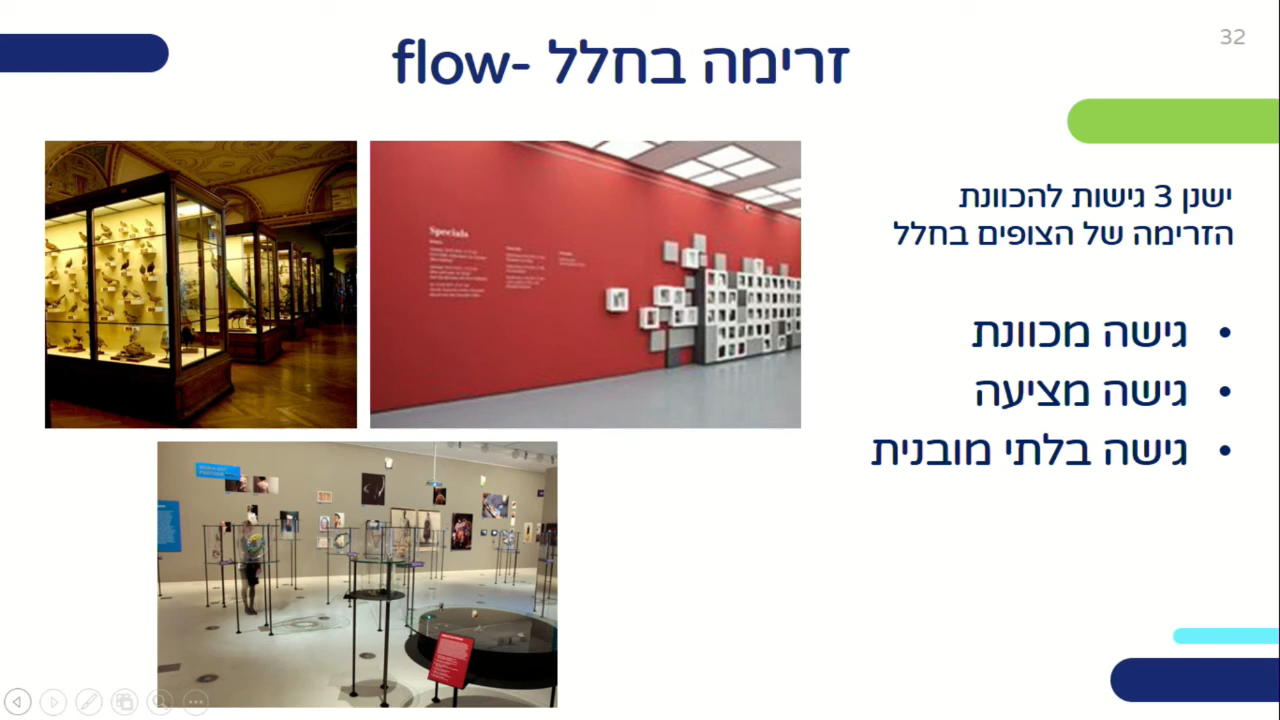 32
זרימה בחלל -flow
ישנן 3 גישות להכוונת
הזרימה של הצופים בחלל
• גישה מכוונת
• גישה מציעה
• גישה בלתי מובנית
Specials